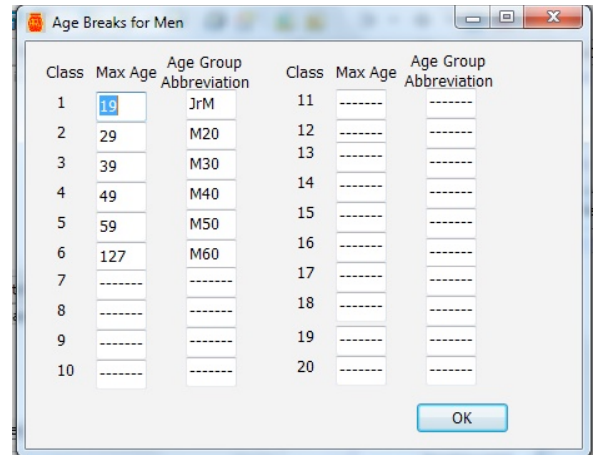 Age Breaks for Men
Class Max Age Age Group Abbreviation Class Max Age Age Group Abbreviation
1 19 JrM 11 ------- -------
2 29 M20 12 ------- -------
3 39 M30 13 ------- -------
4 49 M40 14 ------- -------
5 59 M50 15 ------- -------
6 127 M60 16 ------- -------
7 ------- ------- 17 ------- -------
8 ------- ------- 18 ------- -------
9 ------- ------- 19 ------- -------
10 ------- ------- 20 ------- -------
OK